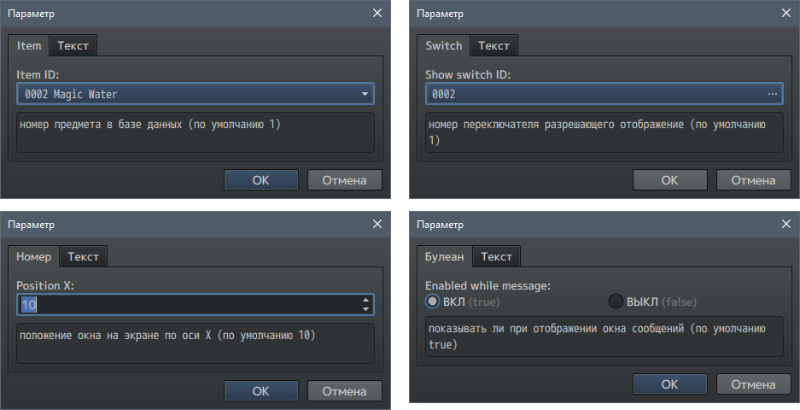 Параметр
Item Текст
Item ID:
0002 Magic Water
номер предмета в базе данных (по умолчанию 1)
OK Отмена
Параметр
Switch Текст
Show switch ID:
0002 ...
номер переключателя разрешающего отображение (по умолчанию
1)
OK Отмена
Параметр
Номер Текст
Position X:
10
положение окна на экране по оси X (по умолчанию 10)
OK Отмена
Параметр
Булеан Текст
Enabled while message:
ВКЛ (true) ВЫКЛ (false)
показывать ли при отображении окна сообщений (по умолчанию
true)
OK Отмена